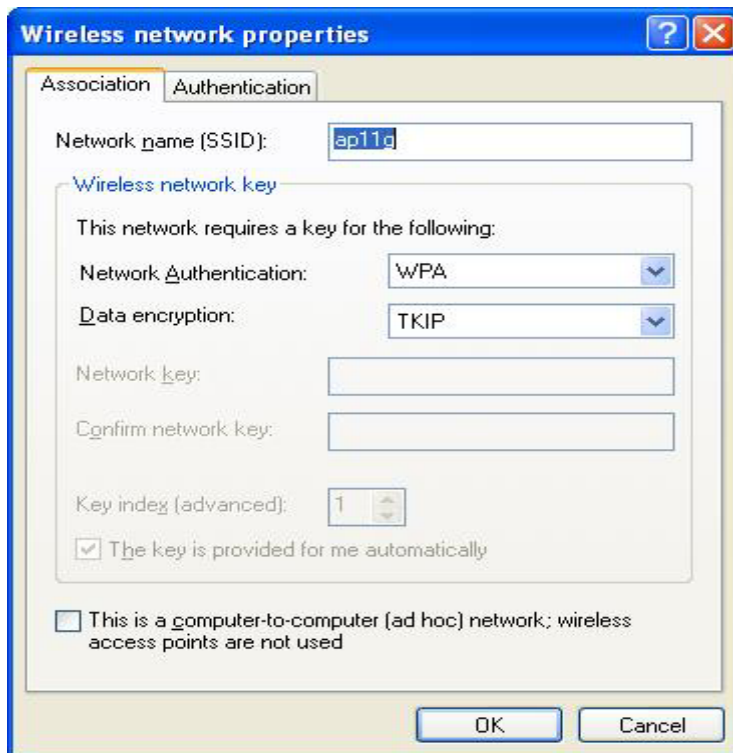 Wireless network properties
Association Authentication
Network name (SSID): ap11g
Wireless network key
This network requires a key for the following:
Network Authentication: WPA
Data encryption: TKIP
Network key:
Confirm network key:
Key index (advanced): 1
The key is provided for me automatically
This is a computer-to-computer (ad hoc) network; wireless
access points are not used
OK Cancel